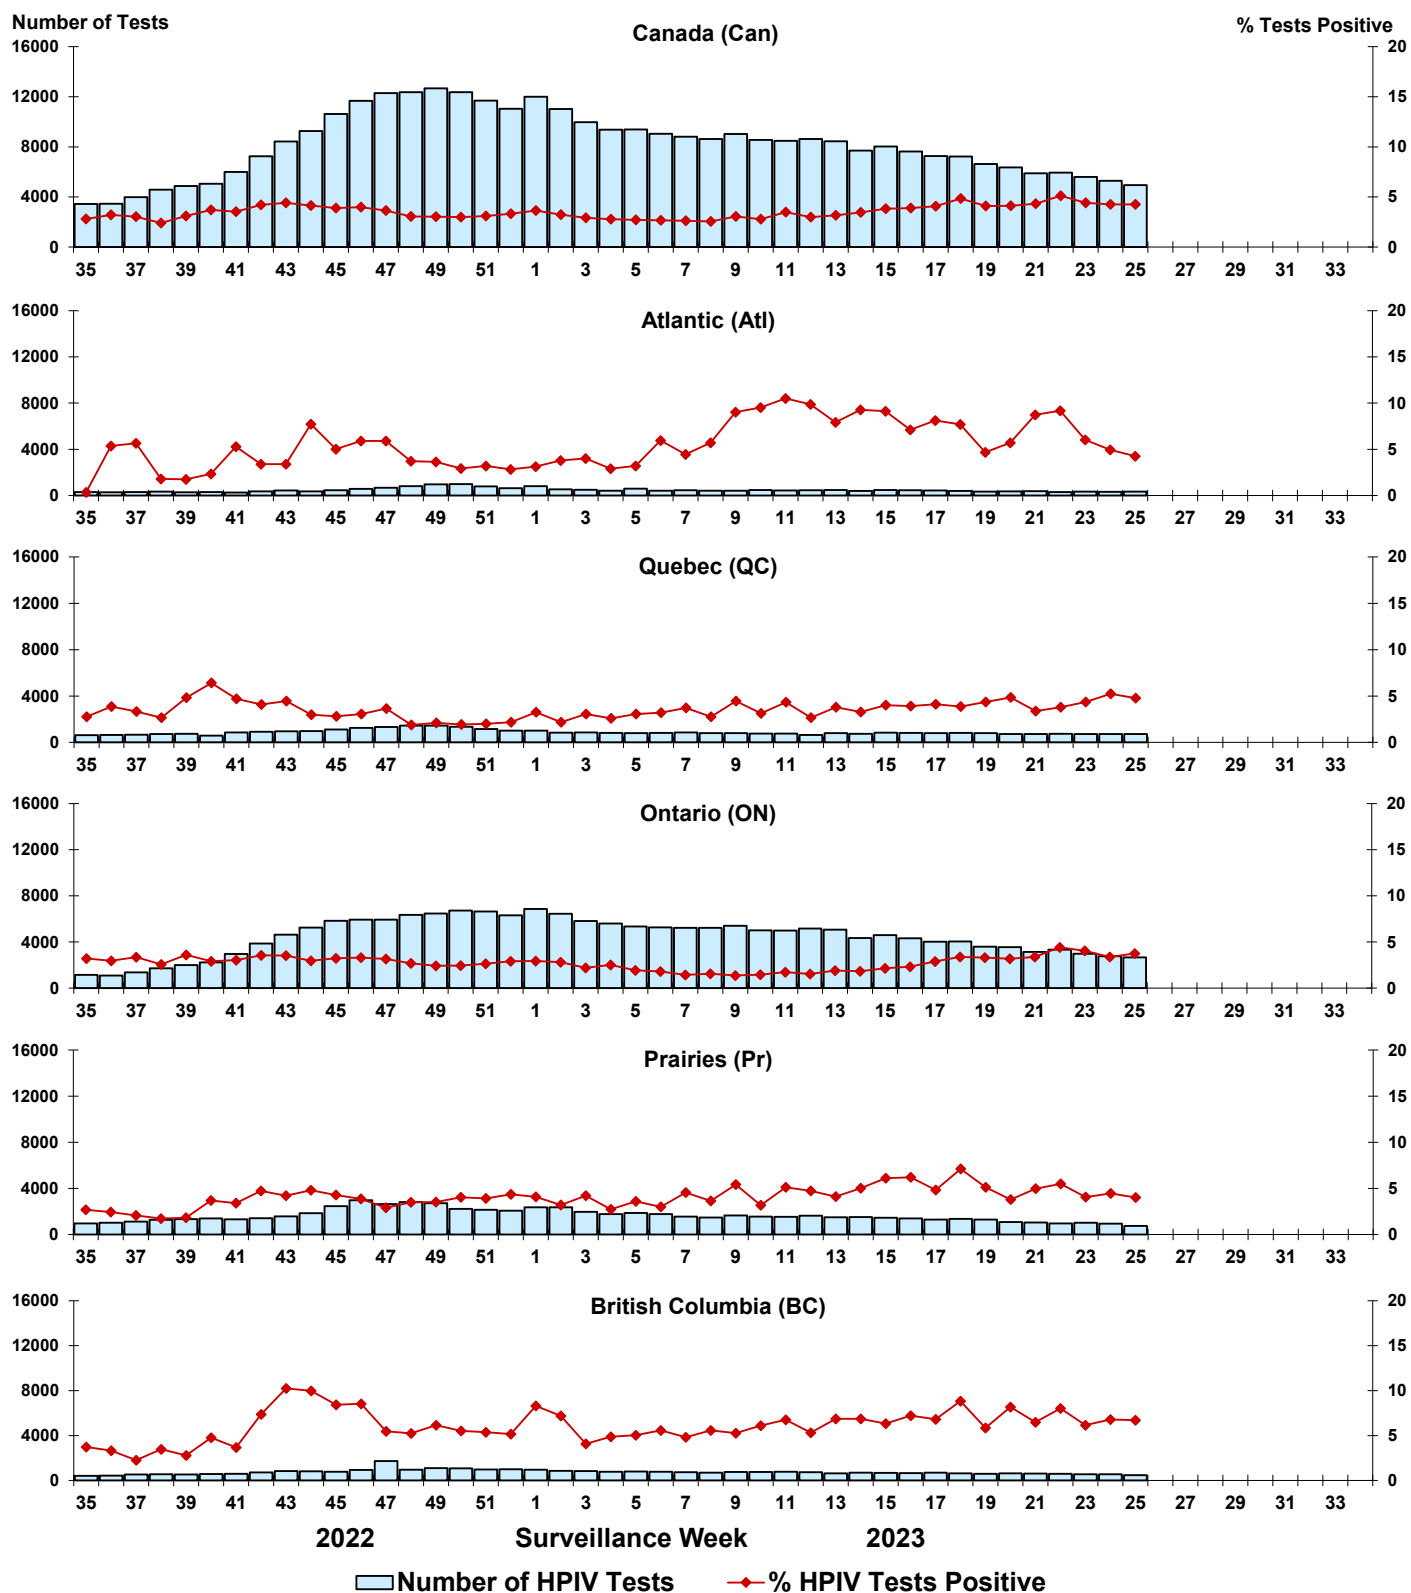 Number of Tests
% Tests Positive
Canada (Can)
16000 20
12000 15
8000 10
4000 5
0 0
35 37 39 41 43 45 47 49 51 1 3 5 7 9 11 13 15 17 19 21 23 25 27 29 31 33
Atlantic (Atl)
16000 20
12000 15
8000 10
4000 5
0 0
35 37 39 41 43 45 47 49 51 1 3 5 7 9 11 13 15 17 19 21 23 25 27 29 31 33
Quebec (QC)
16000 20
12000 15
8000 10
4000 5
0 0
35 37 39 41 43 45 47 49 51 1 3 5 7 9 11 13 15 17 19 21 23 25 27 29 31 33
Ontario (ON)
16000 20
12000 15
8000 10
4000 5
0 0
35 37 39 41 43 45 47 49 51 1 3 5 7 9 11 13 15 17 19 21 23 25 27 29 31 33
Prairies (Pr)
16000 20
12000 15
8000 10
4000 5
0 0
35 37 39 41 43 45 47 49 51 1 3 5 7 9 11 13 15 17 19 21 23 25 27 29 31 33
British Columbia (BC)
16000 20
12000 15
8000 10
4000 5
0 0
35 37 39 41 43 45 47 49 51 1 3 5 7 9 11 13 15 17 19 21 23 25 27 29 31 33
2022 Surveillance Week 2023
Number of HPIV Tests % HPIV Tests Positive